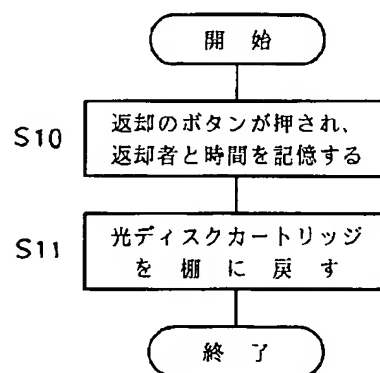 開始
S10
返却のボタンが押され、
返却者と時間を記憶する
S11
光ディスクカートリッジ
を棚に戻す
終了